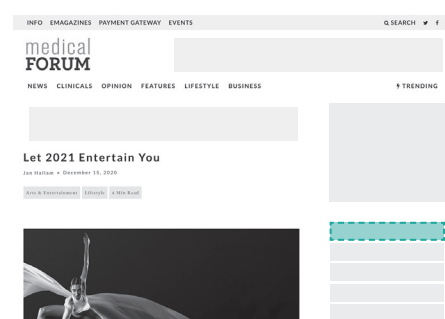 INFO EMAGAZINES PAYMENT GATEWAY EVENTS SEARCH
medical
FORUM
NEWS CLINICALS OPINION FEATURES LIFESTYLE BUSINESS TRENDING
Let 2021 Entertain You
Jan Hallam • December 15, 2020
Arts & Entertainment Lifestyle 6 Min Read